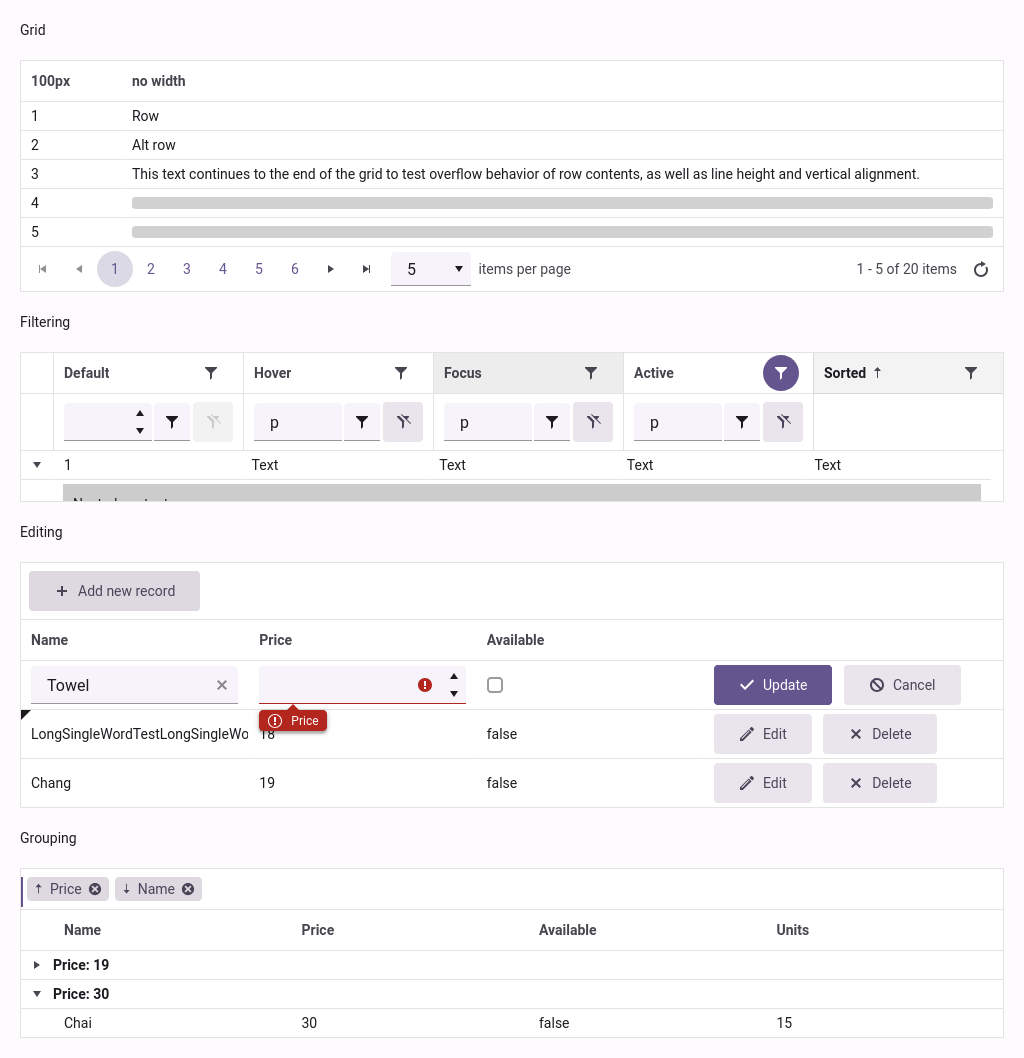 Grid
100px no width
1 Row
2 Alt row
3 This text continues to the end of the grid to test overflow behavior of row contents, as well as line height and vertical alignment.
4
5
1 2 3 4 5 6 5 items per page 1 - 5 of 20 items
Filtering
Default Hover Focus Active Sorted
p p p
1 Text Text Text Text
Editing
Add new record
Name Price Available
Towel Update Cancel
Price
LongSingleWordTestLongSingleWo 18 false Edit Delete
Chang 19 false Edit Delete
Grouping
Price Name
Name Price Available Units
Price: 19
Price: 30
Chai 30 false 15